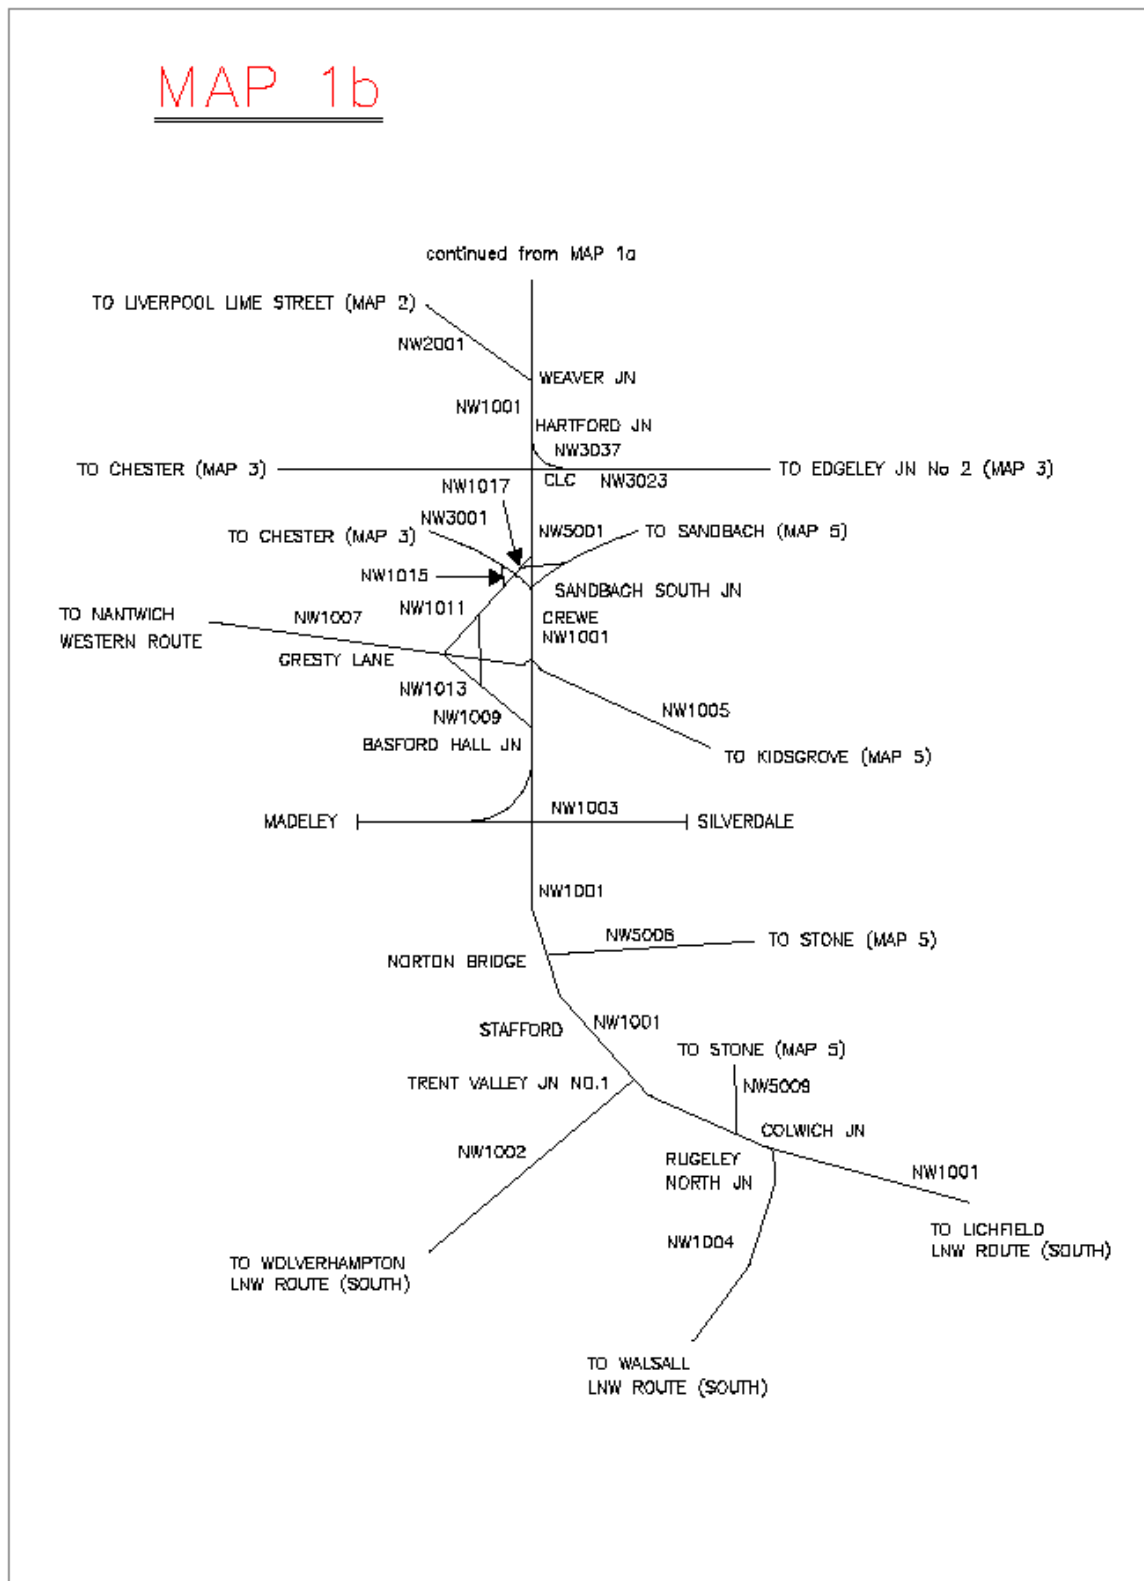 MAP 1b
continued from MAP 1a
TO LIVERPOOL LIME STREET (MAP 2)
NW2001
WEAVER JN
NW1001
HARTFORD JN
NW3037
TO CHESTER (MAP 3)
TO EDGELEY JN No 2 (MAP 3)
CLC
NW3023
NW1017
NW3001
NW5001
TO SANDBACH (MAP 5)
TO CHESTER (MAP 3)
NW1015
SANDBACH SOUTH JN
NW1011
TO NANTWICH
WESTERN ROUTE
NW1007
CREWE
NW1001
GRESTY LANE
NW1013
NW1009
NW1005
BASFORD HALL JN
TO KIDSGROVE (MAP 5)
NW1003
MADELEY
SILVERDALE
NW1001
NW5008
TO STONE (MAP 5)
NORTON BRIDGE
STAFFORD
NW1001
TO STONE (MAP 5)
TRENT VALLEY JN NO.1
NW5009
COLWICH JN
NW1002
RUGELEY
NORTH JN
NW1001
TO LICHFIELD
LNW ROUTE (SOUTH)
NW1004
TO WOLVERHAMPTON
LNW ROUTE (SOUTH)
TO WALSALL
LNW ROUTE (SOUTH)